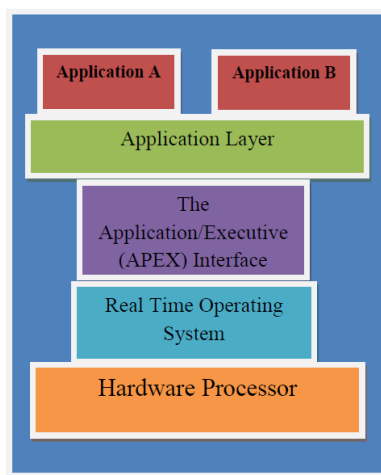 Application A
Application B
Application Layer
The
Application/Executive
(APEX) Interface
Real Time Operating
System
Hardware Processor